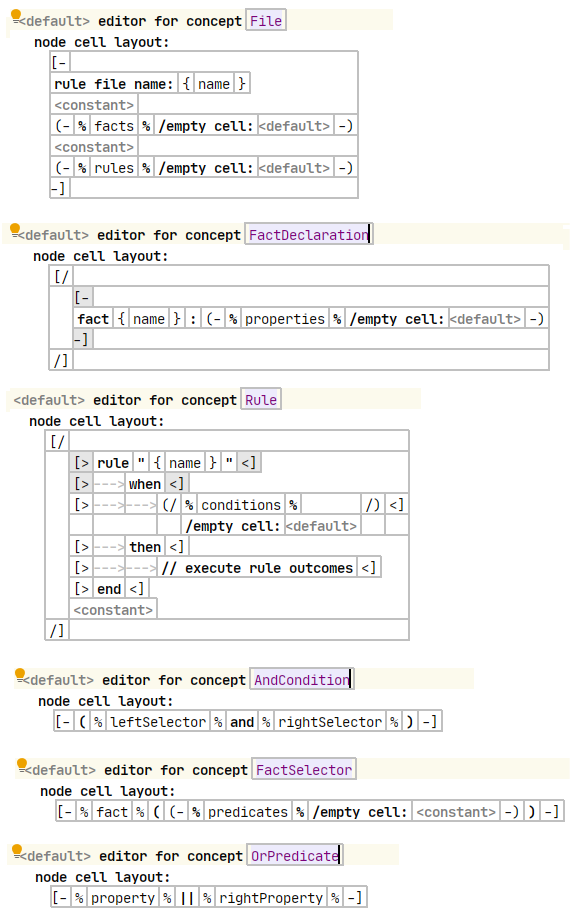 <default> editor for concept File
node cell layout:
[-
rule file name: { name }
<constant>
(- % facts % /empty cell: <default> -)
<constant>
(- % rules % /empty cell: <default> -)
-]
<default> editor for concept FactDeclaration
node cell layout:
[/
[-
fact { name } : (- % properties % /empty cell: <default> -)
-]
/]
<default> editor for concept Rule
node cell layout:
[/
[> rule " { name } " <]
[> ---> when <]
[> --->---> (/ % conditions % /) <]
/empty cell: <default>
[> ---> then <]
[> --->---> // execute rule outcomes <]
[> end <]
<constant>
/]
<default> editor for concept AndCondition
node cell layout:
[- ( % leftSelector % and % rightSelector % ) -]
<default> editor for concept FactSelector
node cell layout:
[- % fact % ( (- % predicates % /empty cell: <constant> -) ) -]
<default> editor for concept OrPredicate
node cell layout:
[- % property % || % rightProperty % -]